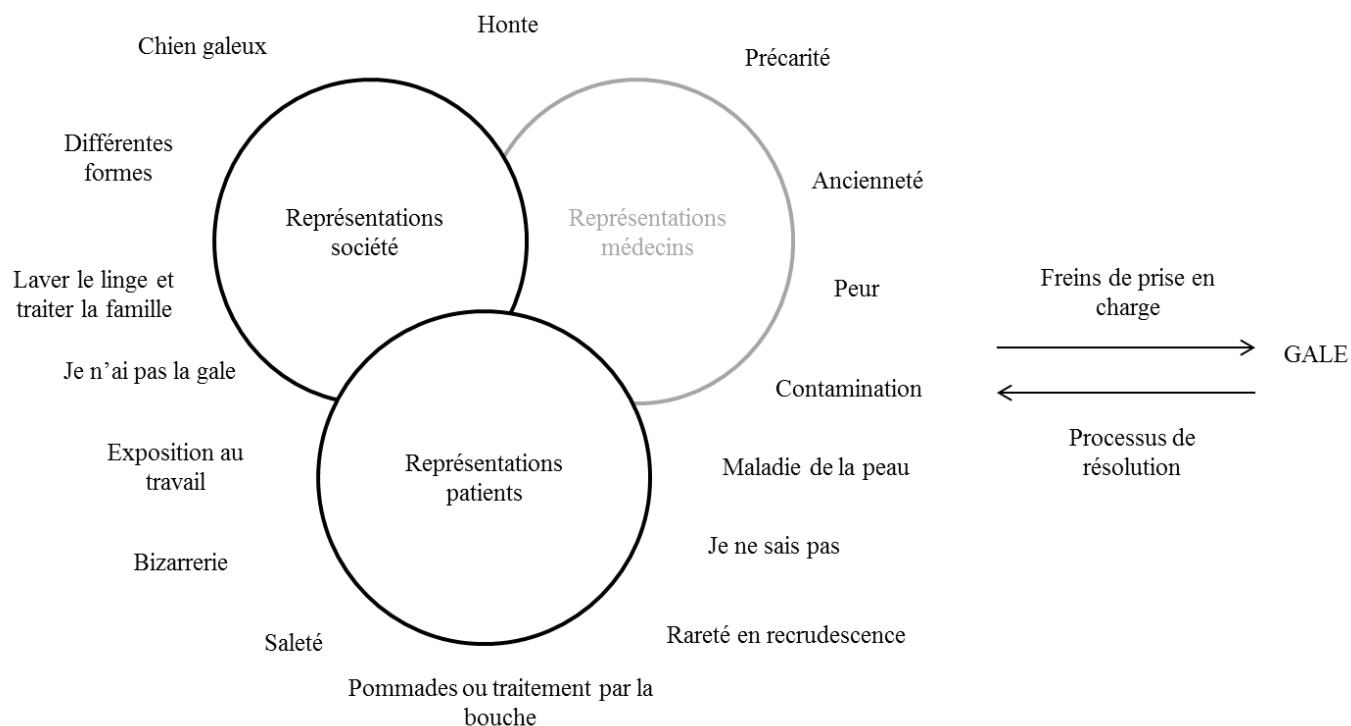 Honte
Chien galeux
Précarité
Différentes
formes
Ancienneté
Représentations
société
Représentations
médecins
Laver le linge et
traiter la famille
Peur
Freins de prise en
charge
GALE
Je n’ai pas la gale
Contamination
Processus de
résolution
Exposition au
travail
Représentations
patients
Maladie de la peau
Je ne sais pas
Bizarrerie
Saleté
Rareté en recrudescence
Pommades ou traitement par la
bouche